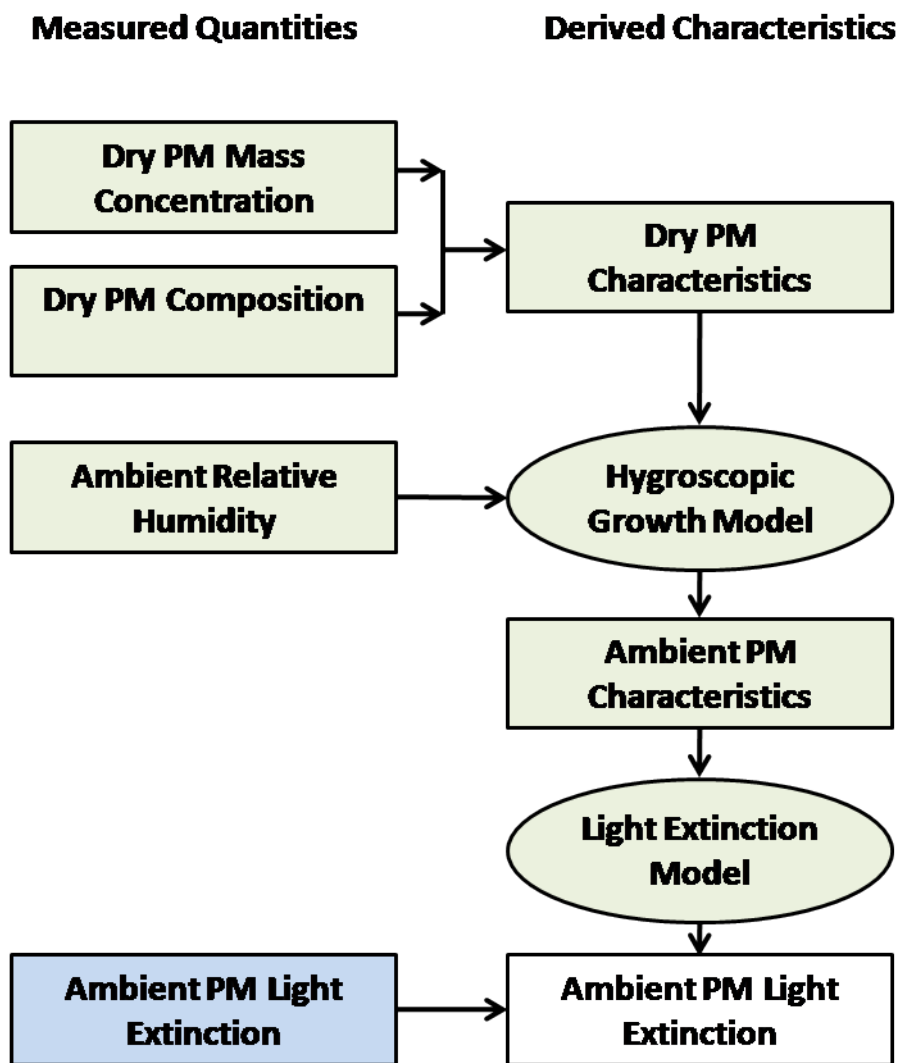 Measured Quantities
Derived Characteristics
Dry PM Mass
Concentration
Dry PM Composition
Dry PM
Characteristics
Ambient Relative
Humidity
Hygroscopic
Growth Model
Ambient PM
Characteristics
Light Extinction
Model
Ambient PM Light
Extinction
Ambient PM Light
Extinction